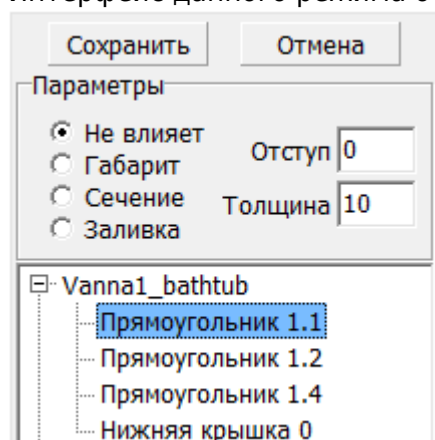 Сохранить Отмена
Параметры
Не влияет
Габарит
Сечение
Заливка
Отступ 0
Толщина 10
Vanna1_bathtub
Прямоугольник 1.1
Прямоугольник 1.2
Прямоугольник 1.4
Нижняя крышка 0